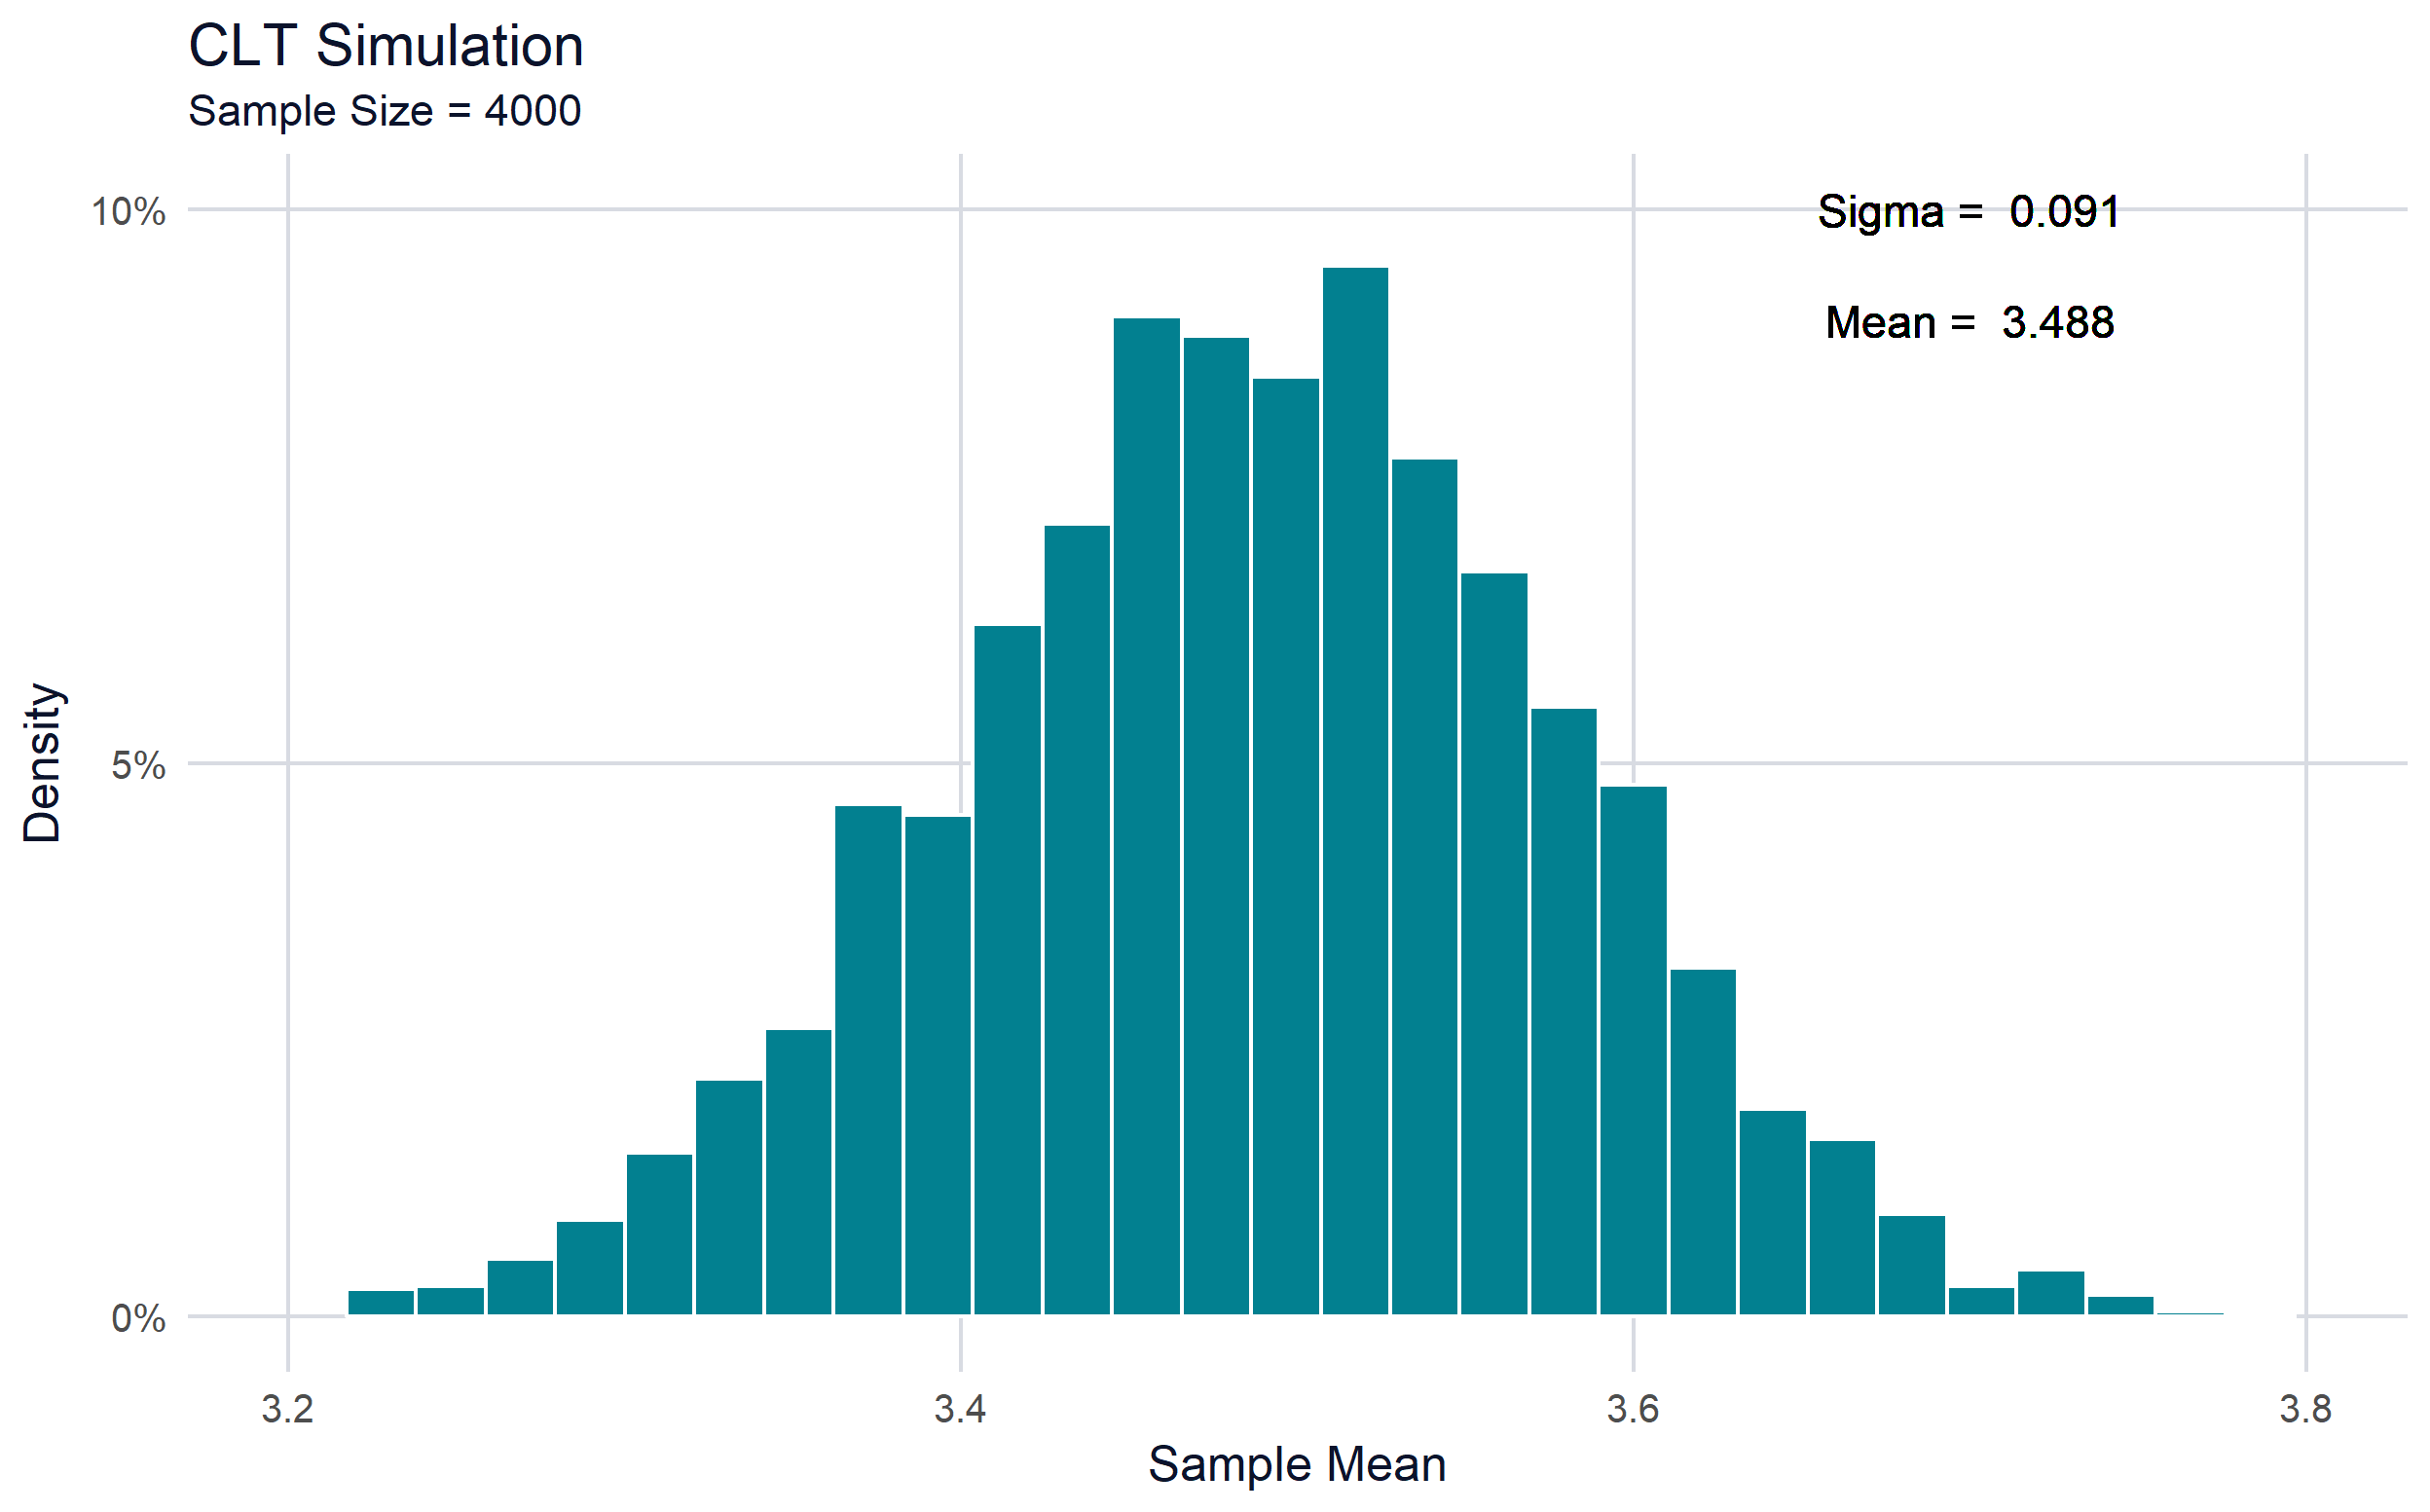 CLT Simulation
Sample Size = 4000
10%
Sigma = 0.091
Mean = 3.488
5%
Density
0%
3.2 3.4 3.6 3.8
Sample Mean